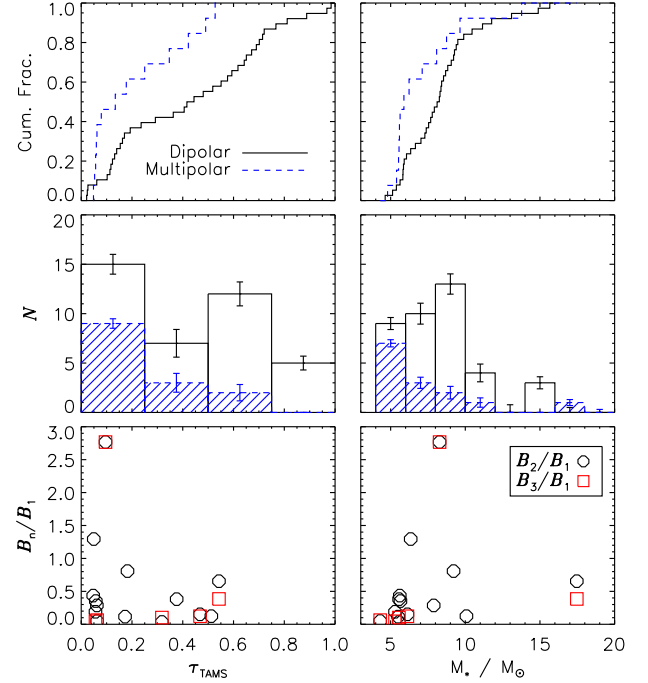 1.0
0.8
0.6
0.4
0.2
0.0
Cum. Frac.
Dipolar
Multipolar
20
15
10
5
0
N
3.0
2.5
2.0
1.5
1.0
0.5
0.0
Bₙ/B₁
B₂/B₁
B₃/B₁
0.0 0.2 0.4 0.6 0.8 1.0
5 10 15 20
τ_TAMS
M_* / M_⊙